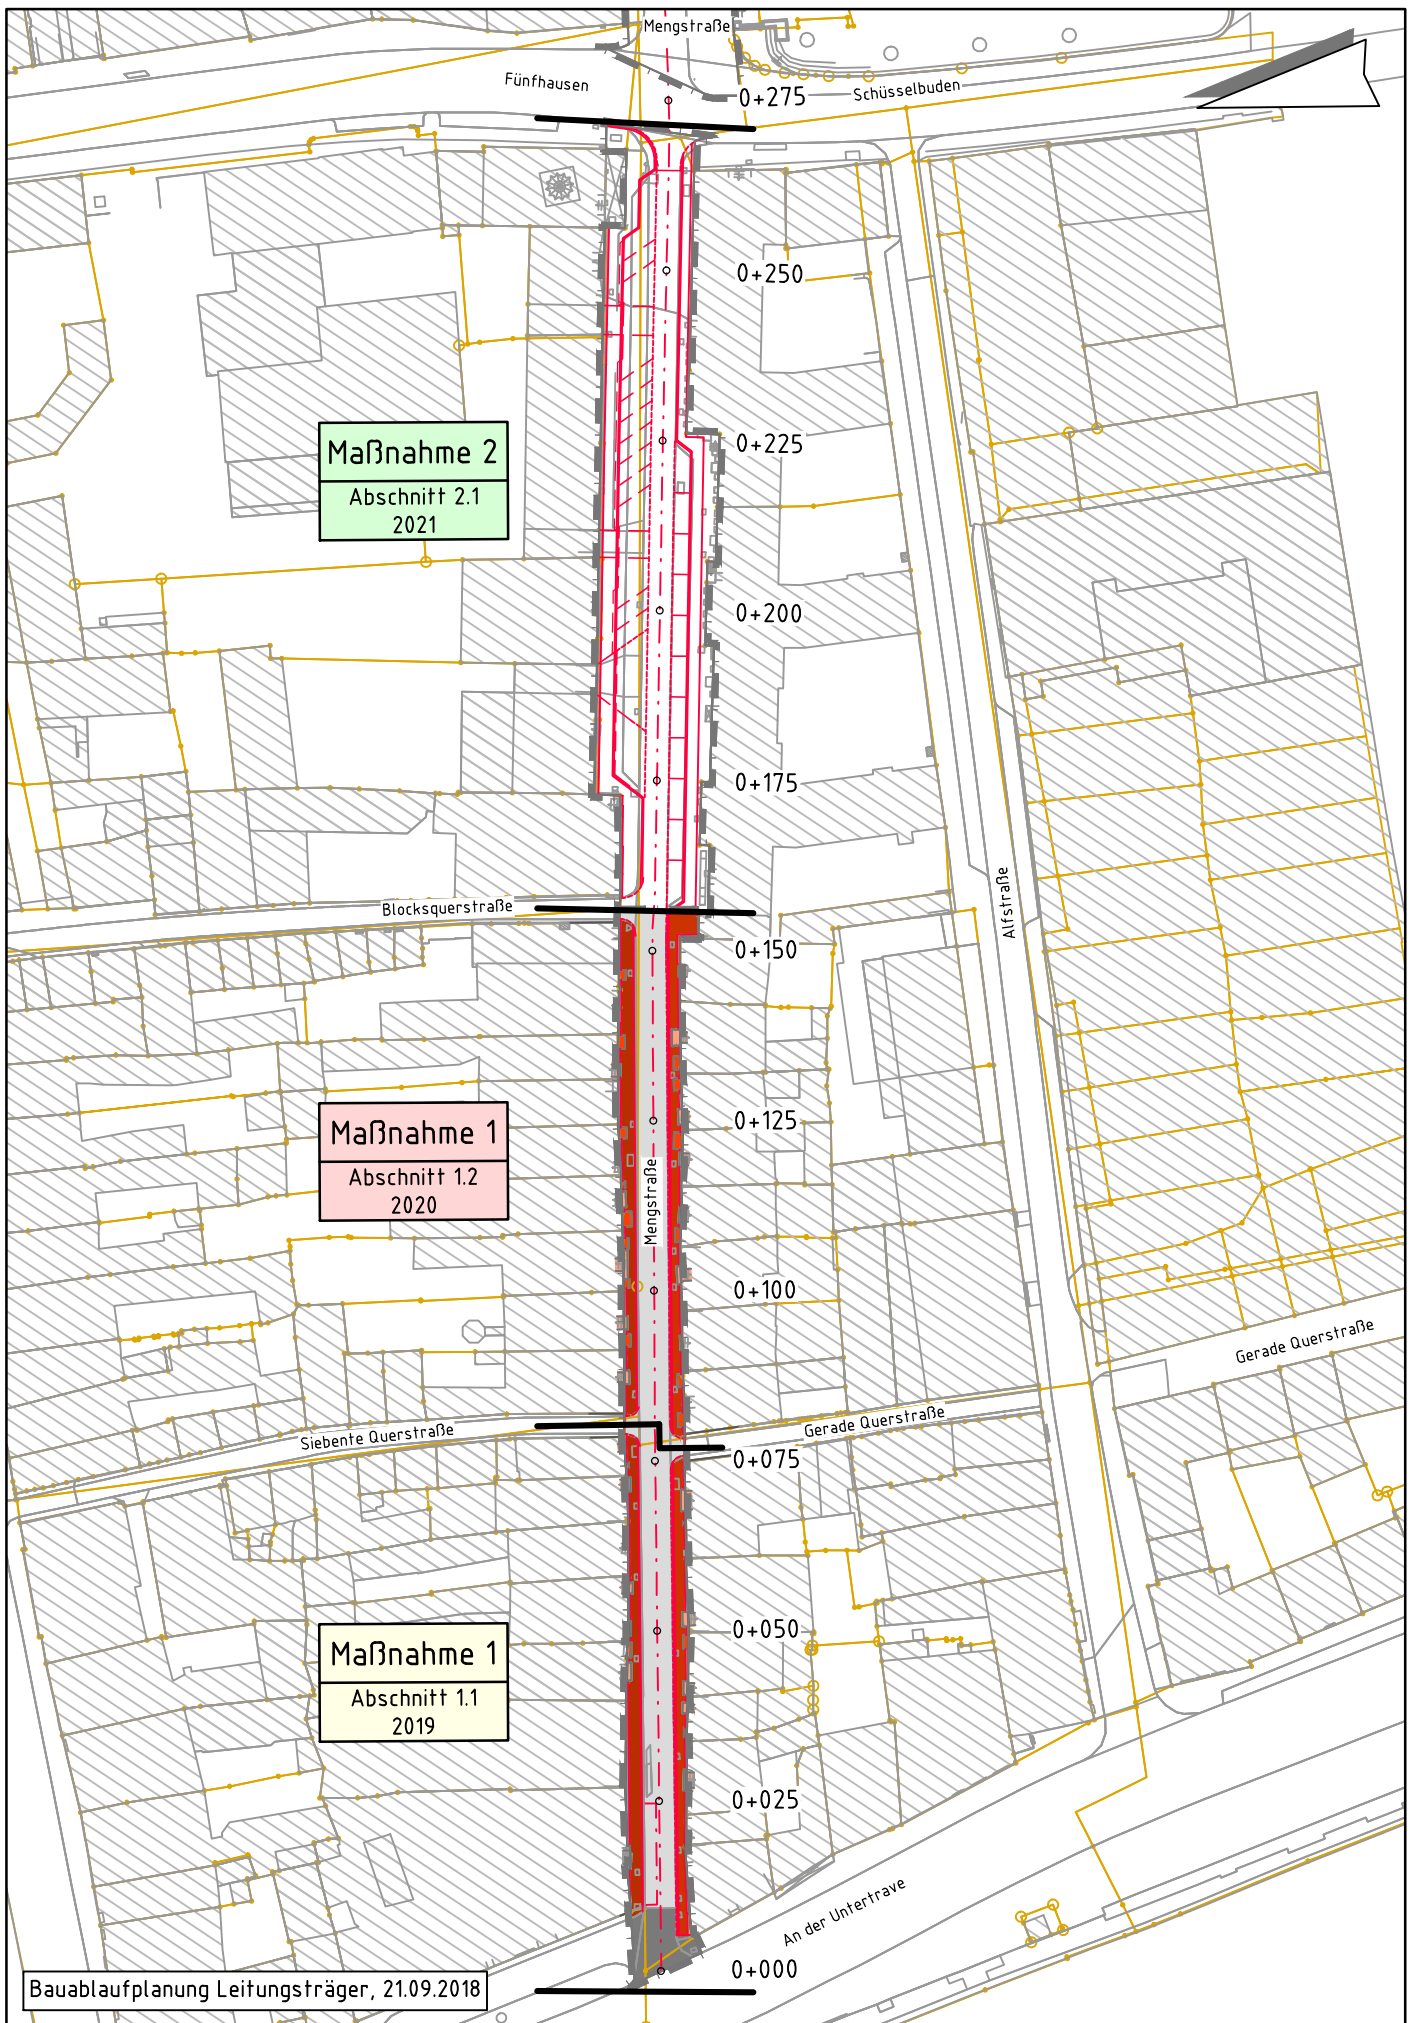 Mengstraße
Fünfhausen
Schüsselbuden
0+275
0+250
Maßnahme 2
Abschnitt 2.1
2021
0+225
0+200
0+175
Alfstraße
Blocksquerstraße
0+150
Maßnahme 1
Abschnitt 1.2
2020
0+125
Mengstraße
0+100
Gerade Querstraße
Siebente Querstraße
Gerade Querstraße
0+075
Maßnahme 1
Abschnitt 1.1
2019
0+050
0+025
An der Untertrave
0+000
Bauablaufplanung Leitungsträger, 21.09.2018